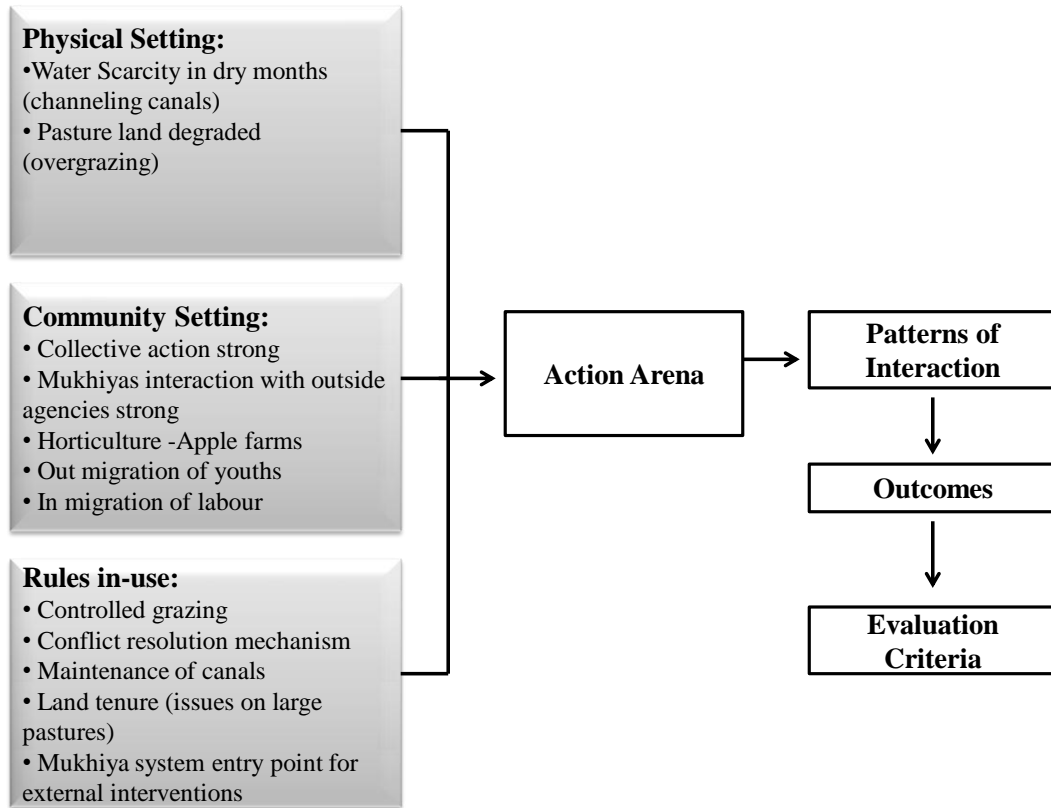 Physical Setting:
•Water Scarcity in dry months
(channeling canals)
• Pasture land degraded
(overgrazing)
Community Setting:
• Collective action strong
• Mukhiyas interaction with outside
agencies strong
• Horticulture -Apple farms
• Out migration of youths
• In migration of labour
Rules in-use:
• Controlled grazing
• Conflict resolution mechanism
• Maintenance of canals
• Land tenure (issues on large
pastures)
• Mukhiya system entry point for
external interventions
Action Arena
Patterns of
Interaction
Outcomes
Evaluation
Criteria